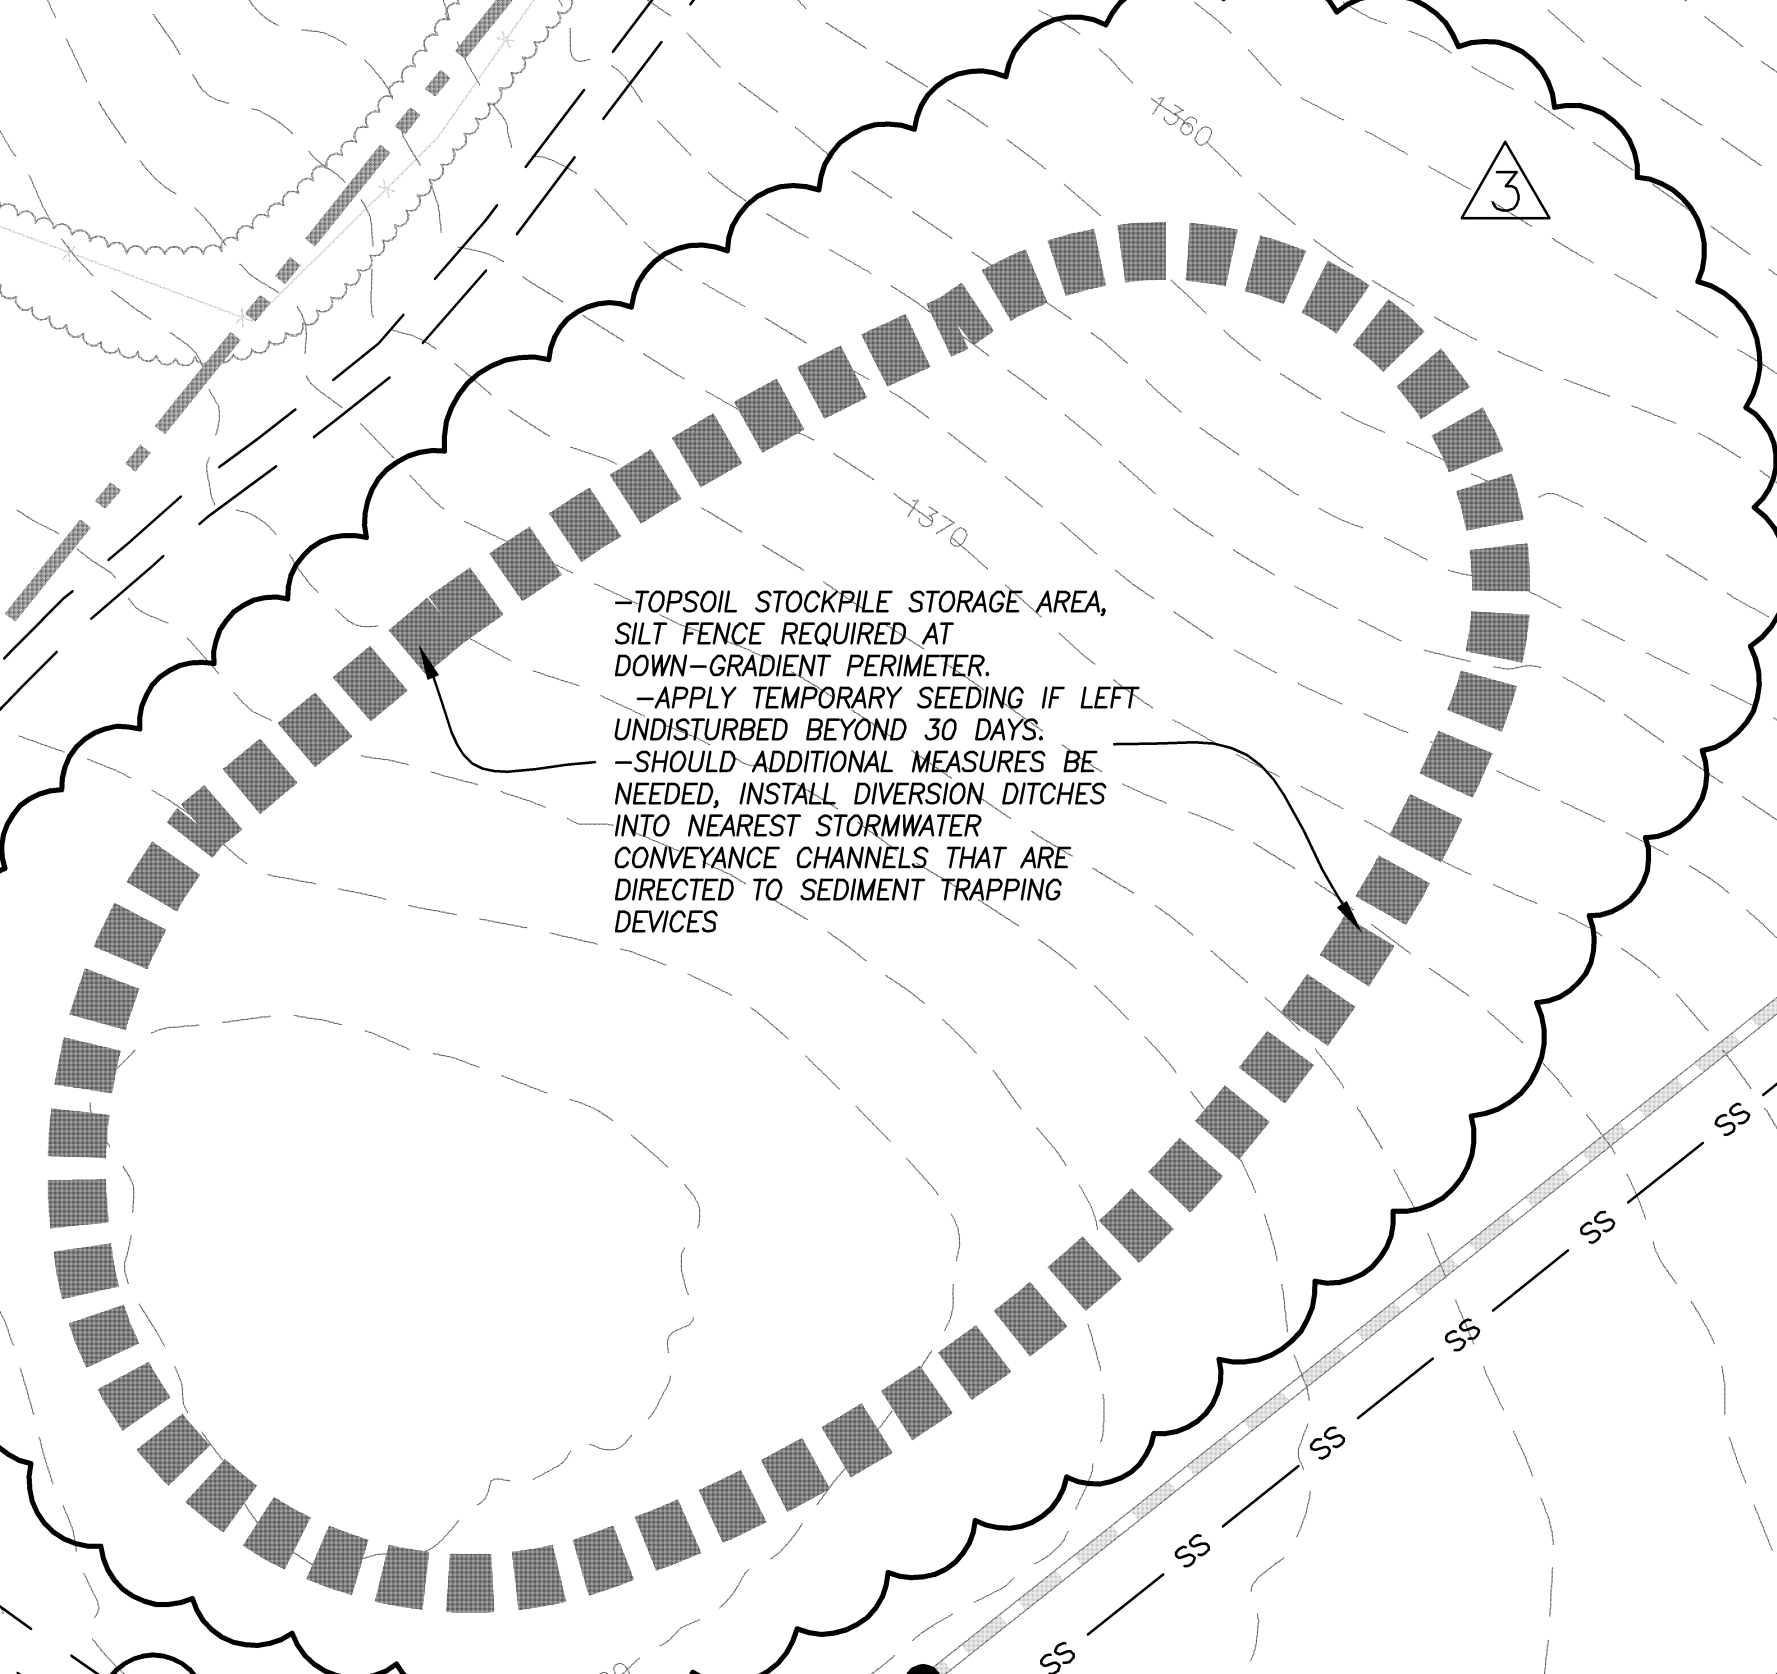 1360
3
1370
-TOPSOIL STOCKPILE STORAGE AREA,
SILT FENCE REQUIRED AT
DOWN-GRADIENT PERIMETER.
-APPLY TEMPORARY SEEDING IF LEFT
UNDISTURBED BEYOND 30 DAYS.
-SHOULD ADDITIONAL MEASURES BE
NEEDED, INSTALL DIVERSION DITCHES
INTO NEAREST STORMWATER
CONVEYANCE CHANNELS THAT ARE
DIRECTED TO SEDIMENT TRAPPING
DEVICES
SS
SS
SS
SS
SS
SS